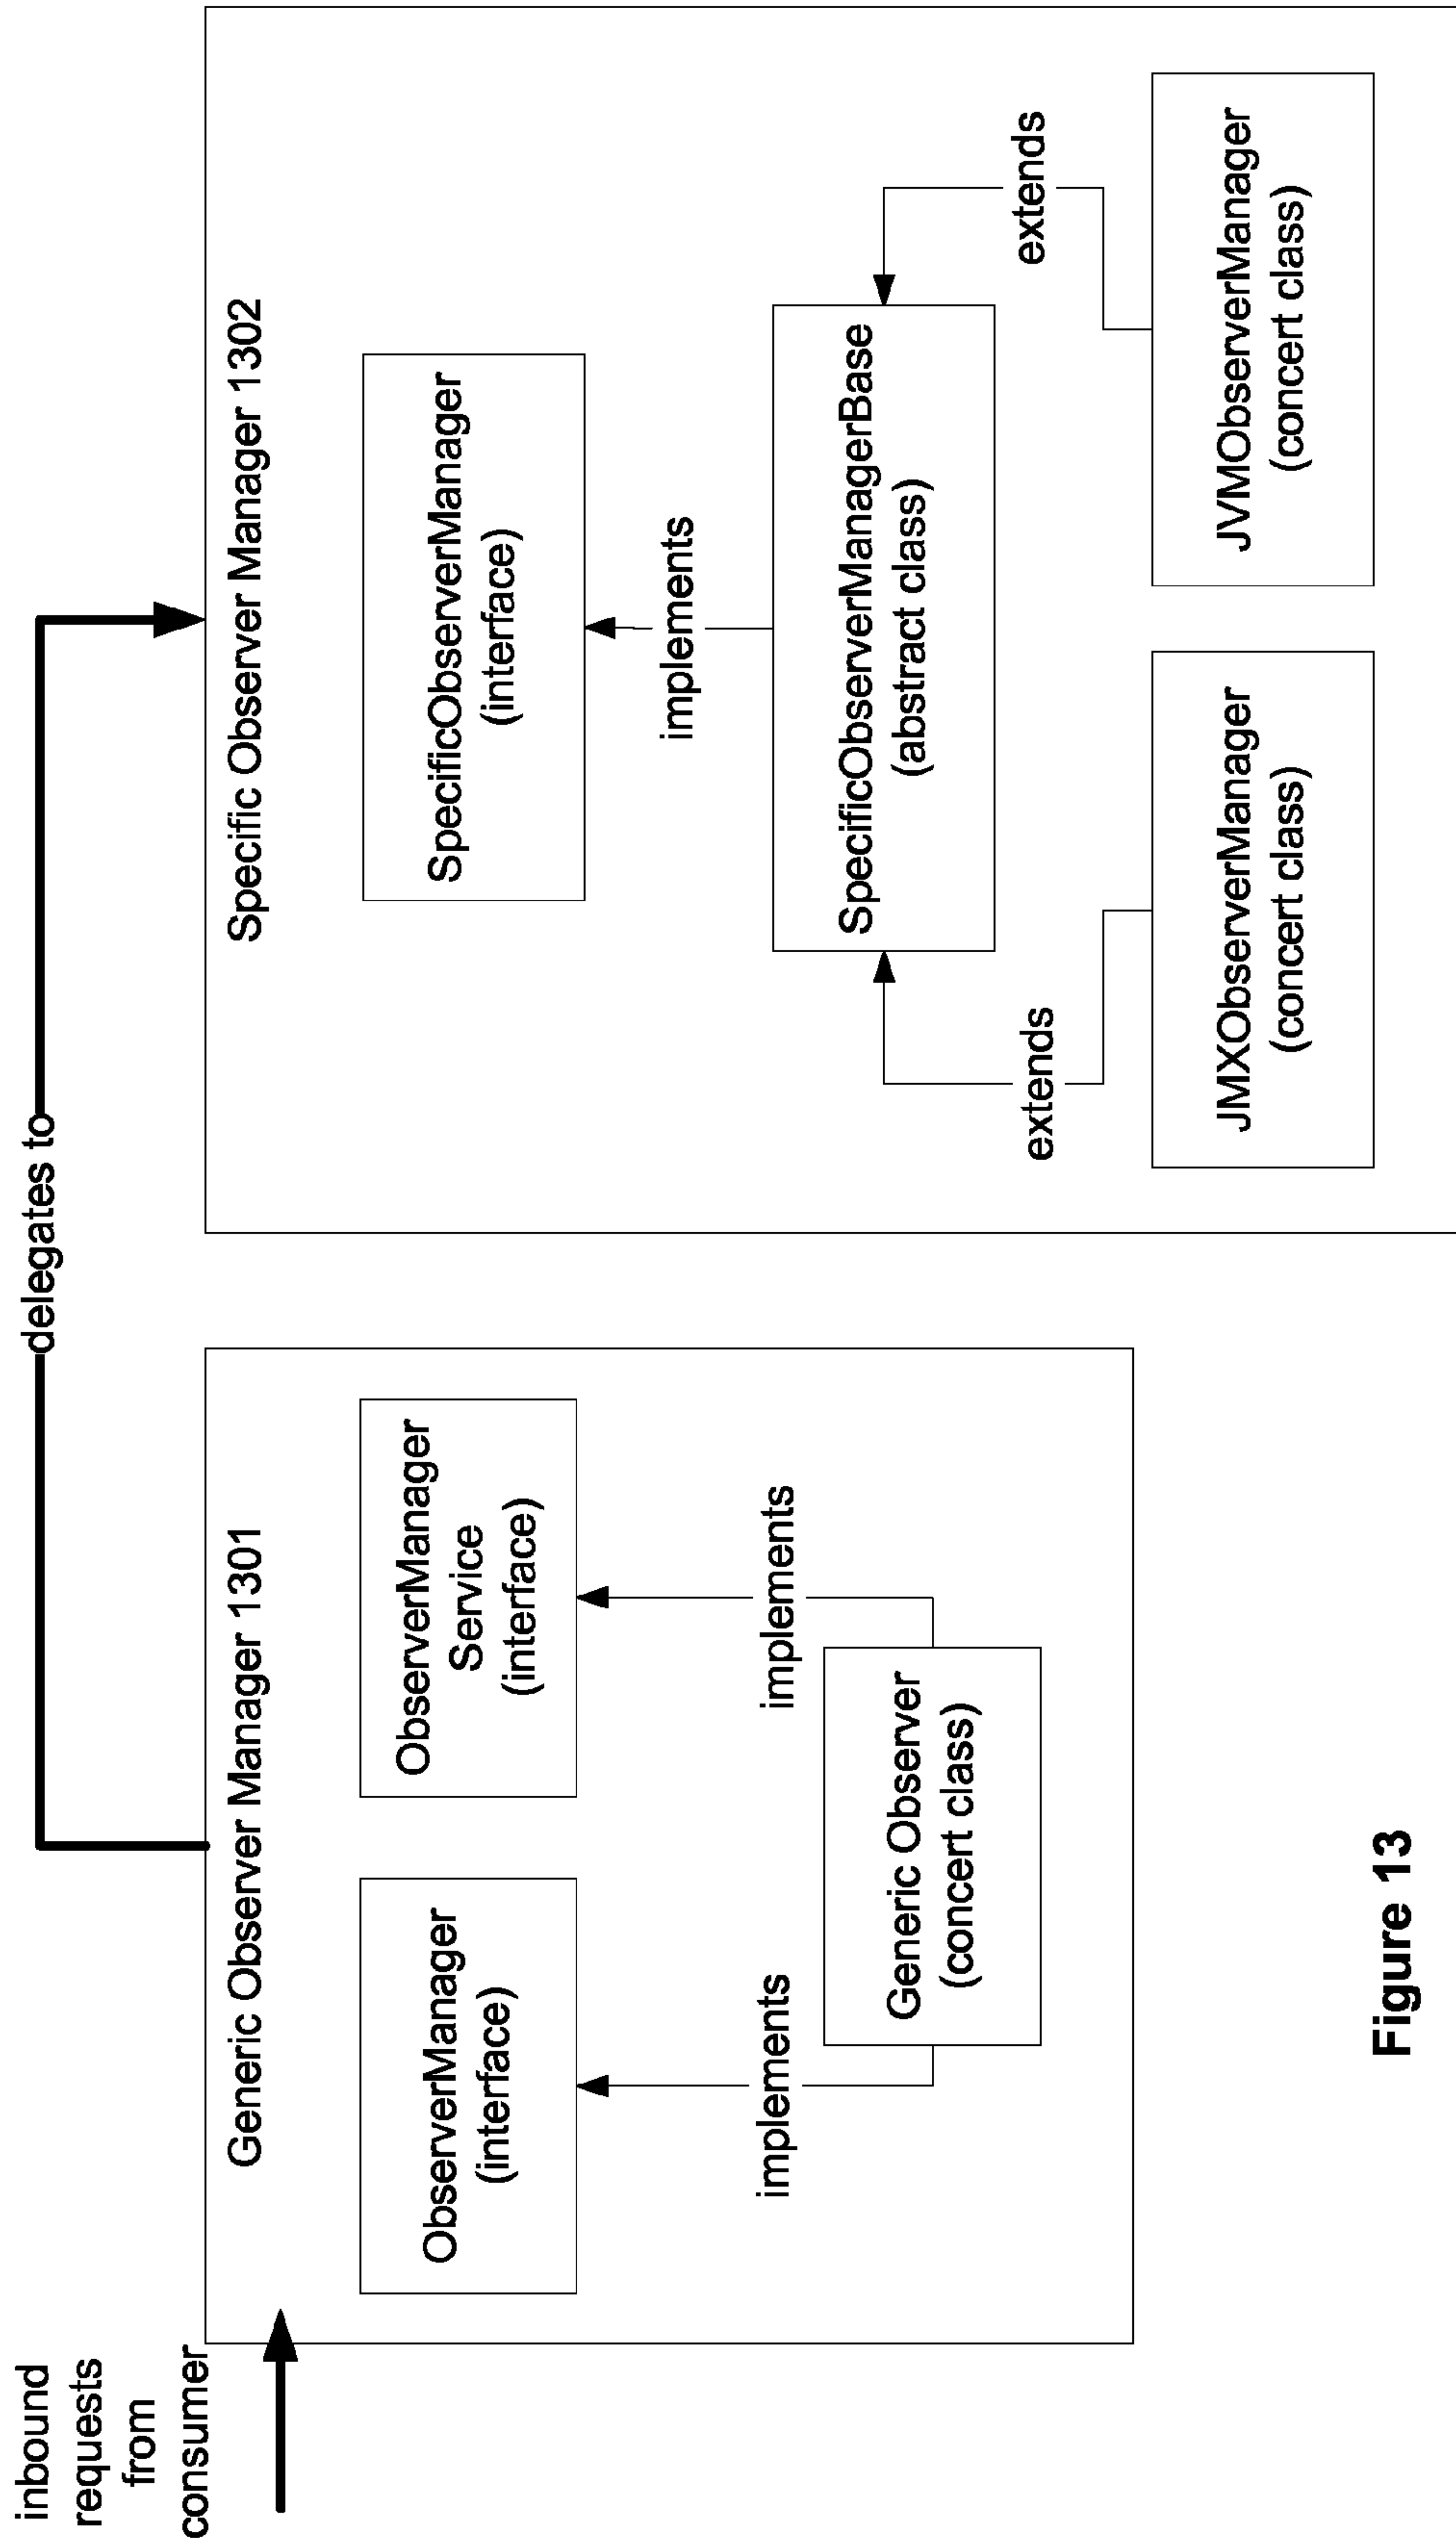 delegates to
inbound
requests
from
consumer
Generic Observer Manager 1301
ObserverManager
(interface)
ObserverManager
Service
(interface)
implements
implements
Generic Observer
(concert class)
Specific Observer Manager 1302
SpecificObserverManager
(interface)
implements
SpecificObserverManagerBase
(abstract class)
extends
extends
JMXObserverManager
(concert class)
JVMObserverManager
(concert class)
Figure 13